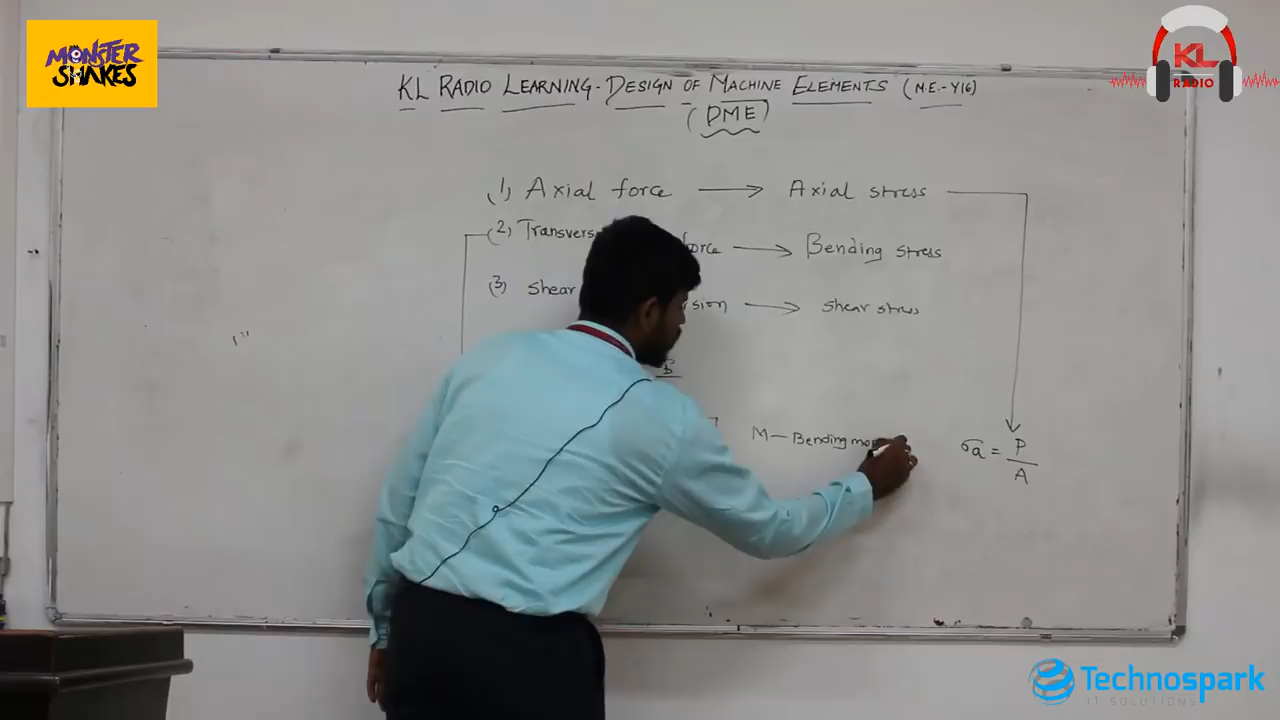 MONSTER
SHAKES
KL
RADIO
KL RADIO LEARNING-DESIGN OF MACHINE ELEMENTS (M.E.-Y16)
(DME)
(1) Axial force → Axial stress
(2) Transvers force → Bending stress
(3) Shear sion → shear stress
M — Bending mo
σa = P
A
Technospark
IT SOLUTIONS